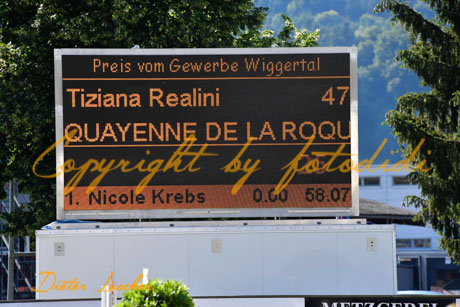 Preis vom Gewerbe Wiggertal
Tiziana Realini 47
QUAYENNE DE LA ROQU
Copyright by fotodidi
1. Nicole Krebs 0.00 58.07
Dieter
METZGEREI